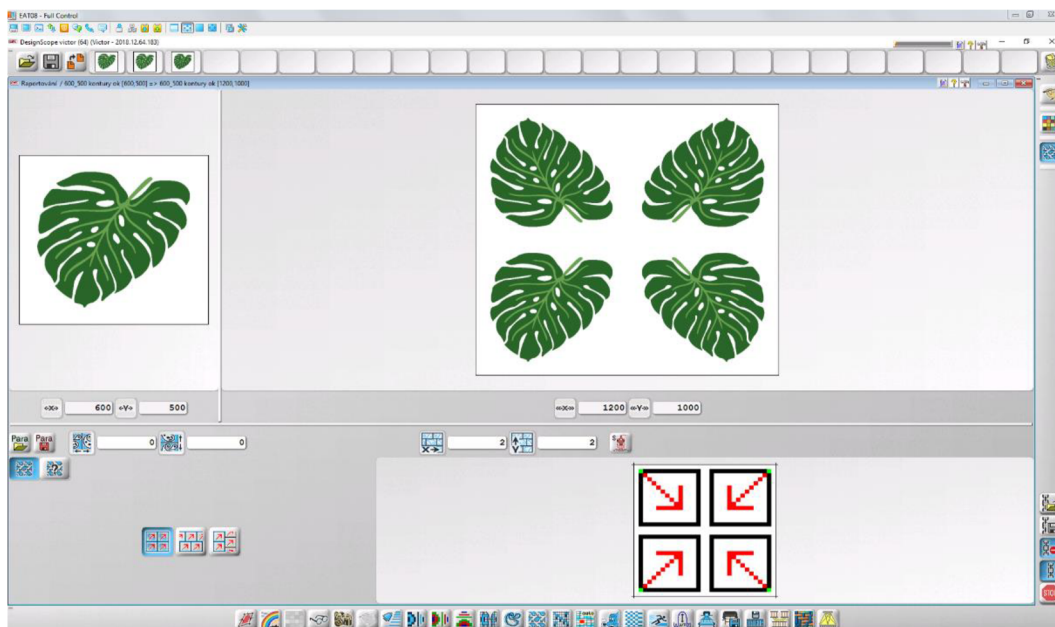 EAT08 - Full Control
DesignScope victor (64) (Victor - 2018.12.64.183)
Raportování / 600_500 kontury ok [600,500] => 600_500 kontury ok [1200,1000]
X 600 Y 500
X 1200 Y 1000
Para Para 0 0
X 2 Y 2
STOP